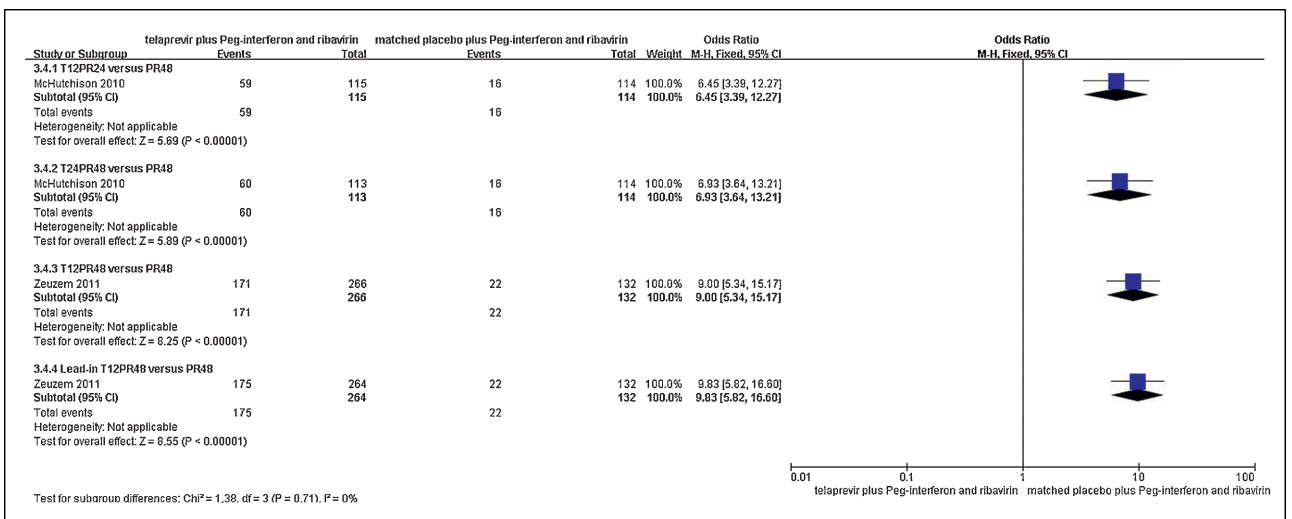 telaprevir plus Peg-interferon and ribavirin matched placebo plus Peg-interferon and ribavirin Odds Ratio Odds Ratio
Study or Subgroup Events Total Events Total Weight M-H, Fixed, 95% CI M-H, Fixed, 95% CI
3.4.1 T12PR24 versus PR48
McHutchison 2010 59 115 16 114 100.0% 6.45 [3.39, 12.27]
Subtotal (95% CI) 115 114 100.0% 6.45 [3.39, 12.27]
Total events 59 16
Heterogeneity: Not applicable
Test for overall effect: Z = 5.69 (P < 0.00001)
3.4.2 T24PR48 versus PR48
McHutchison 2010 60 113 16 114 100.0% 6.93 [3.64, 13.21]
Subtotal (95% CI) 113 114 100.0% 6.93 [3.64, 13.21]
Total events 60 16
Heterogeneity: Not applicable
Test for overall effect: Z = 5.89 (P < 0.00001)
3.4.3 T12PR48 versus PR48
Zeuzem 2011 171 266 22 132 100.0% 9.00 [5.34, 15.17]
Subtotal (95% CI) 266 132 100.0% 9.00 [5.34, 15.17]
Total events 171 22
Heterogeneity: Not applicable
Test for overall effect: Z = 8.25 (P < 0.00001)
3.4.4 Lead-in T12PR48 versus PR48
Zeuzem 2011 175 264 22 132 100.0% 9.83 [5.82, 16.60]
Subtotal (95% CI) 264 132 100.0% 9.83 [5.82, 16.60]
Total events 175 22
Heterogeneity: Not applicable
Test for overall effect: Z = 8.55 (P < 0.00001)
0.01 0.1 1 10 100
telaprevir plus Peg-interferon and ribavirin matched placebo plus Peg-interferon and ribavirin
Test for subgroup differences: Chi² = 1.38, df = 3 (P = 0.71), I² = 0%